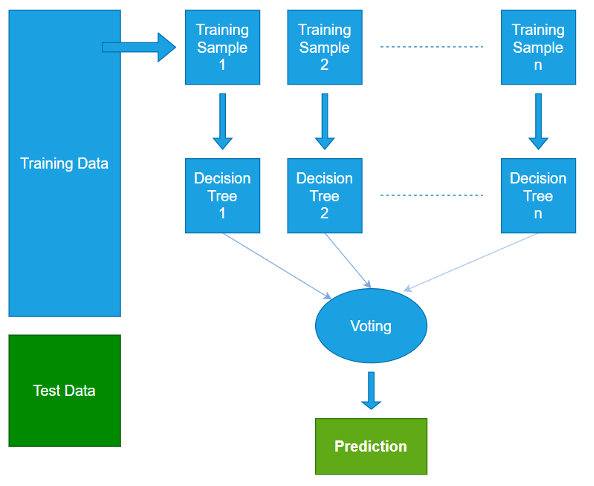 Training
Sample
1
Training
Sample
2
Training
Sample
n
Training Data
Decision
Tree
1
Decision
Tree
2
Decision
Tree
n
Voting
Test Data
Prediction